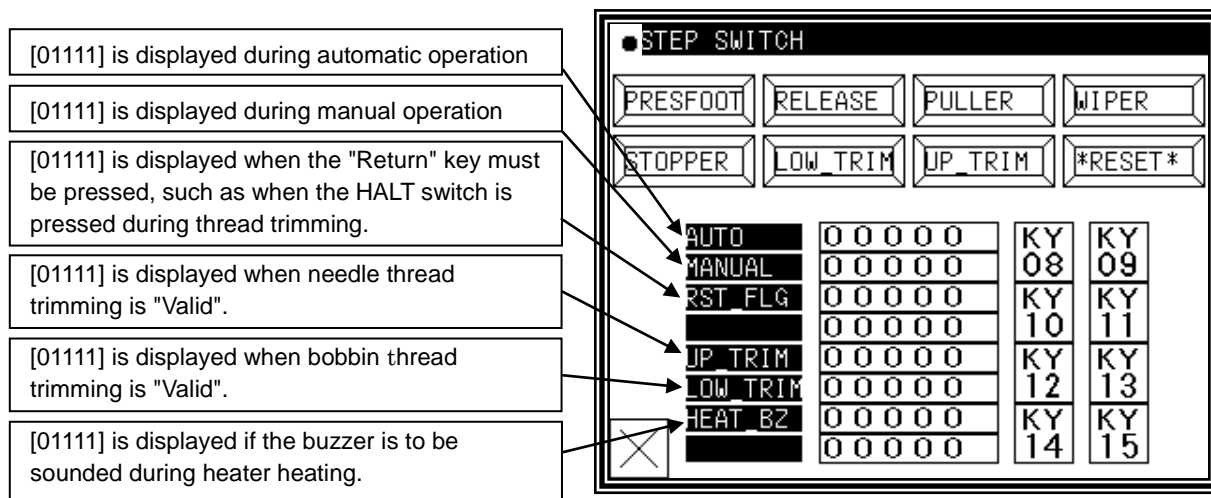 [01111] is displayed during automatic operation
[01111] is displayed during manual operation
[01111] is displayed when the "Return" key must
be pressed, such as when the HALT switch is
pressed during thread trimming.
[01111] is displayed when needle thread
trimming is "Valid".
[01111] is displayed when bobbin thread
trimming is "Valid".
[01111] is displayed if the buzzer is to be
sounded during heater heating.
●STEP SWITCH
PRESFOOT RELEASE PULLER WIPER
STOPPER LOW_TRIM UP_TRIM *RESET*
AUTO 00000 KY KY
MANUAL 00000 08 09
RST_FLG 00000 KY KY
00000 10 11
UP_TRIM 00000 KY KY
LOW_TRIM 00000 12 13
HEAT_BZ 00000 KY KY
00000 14 15